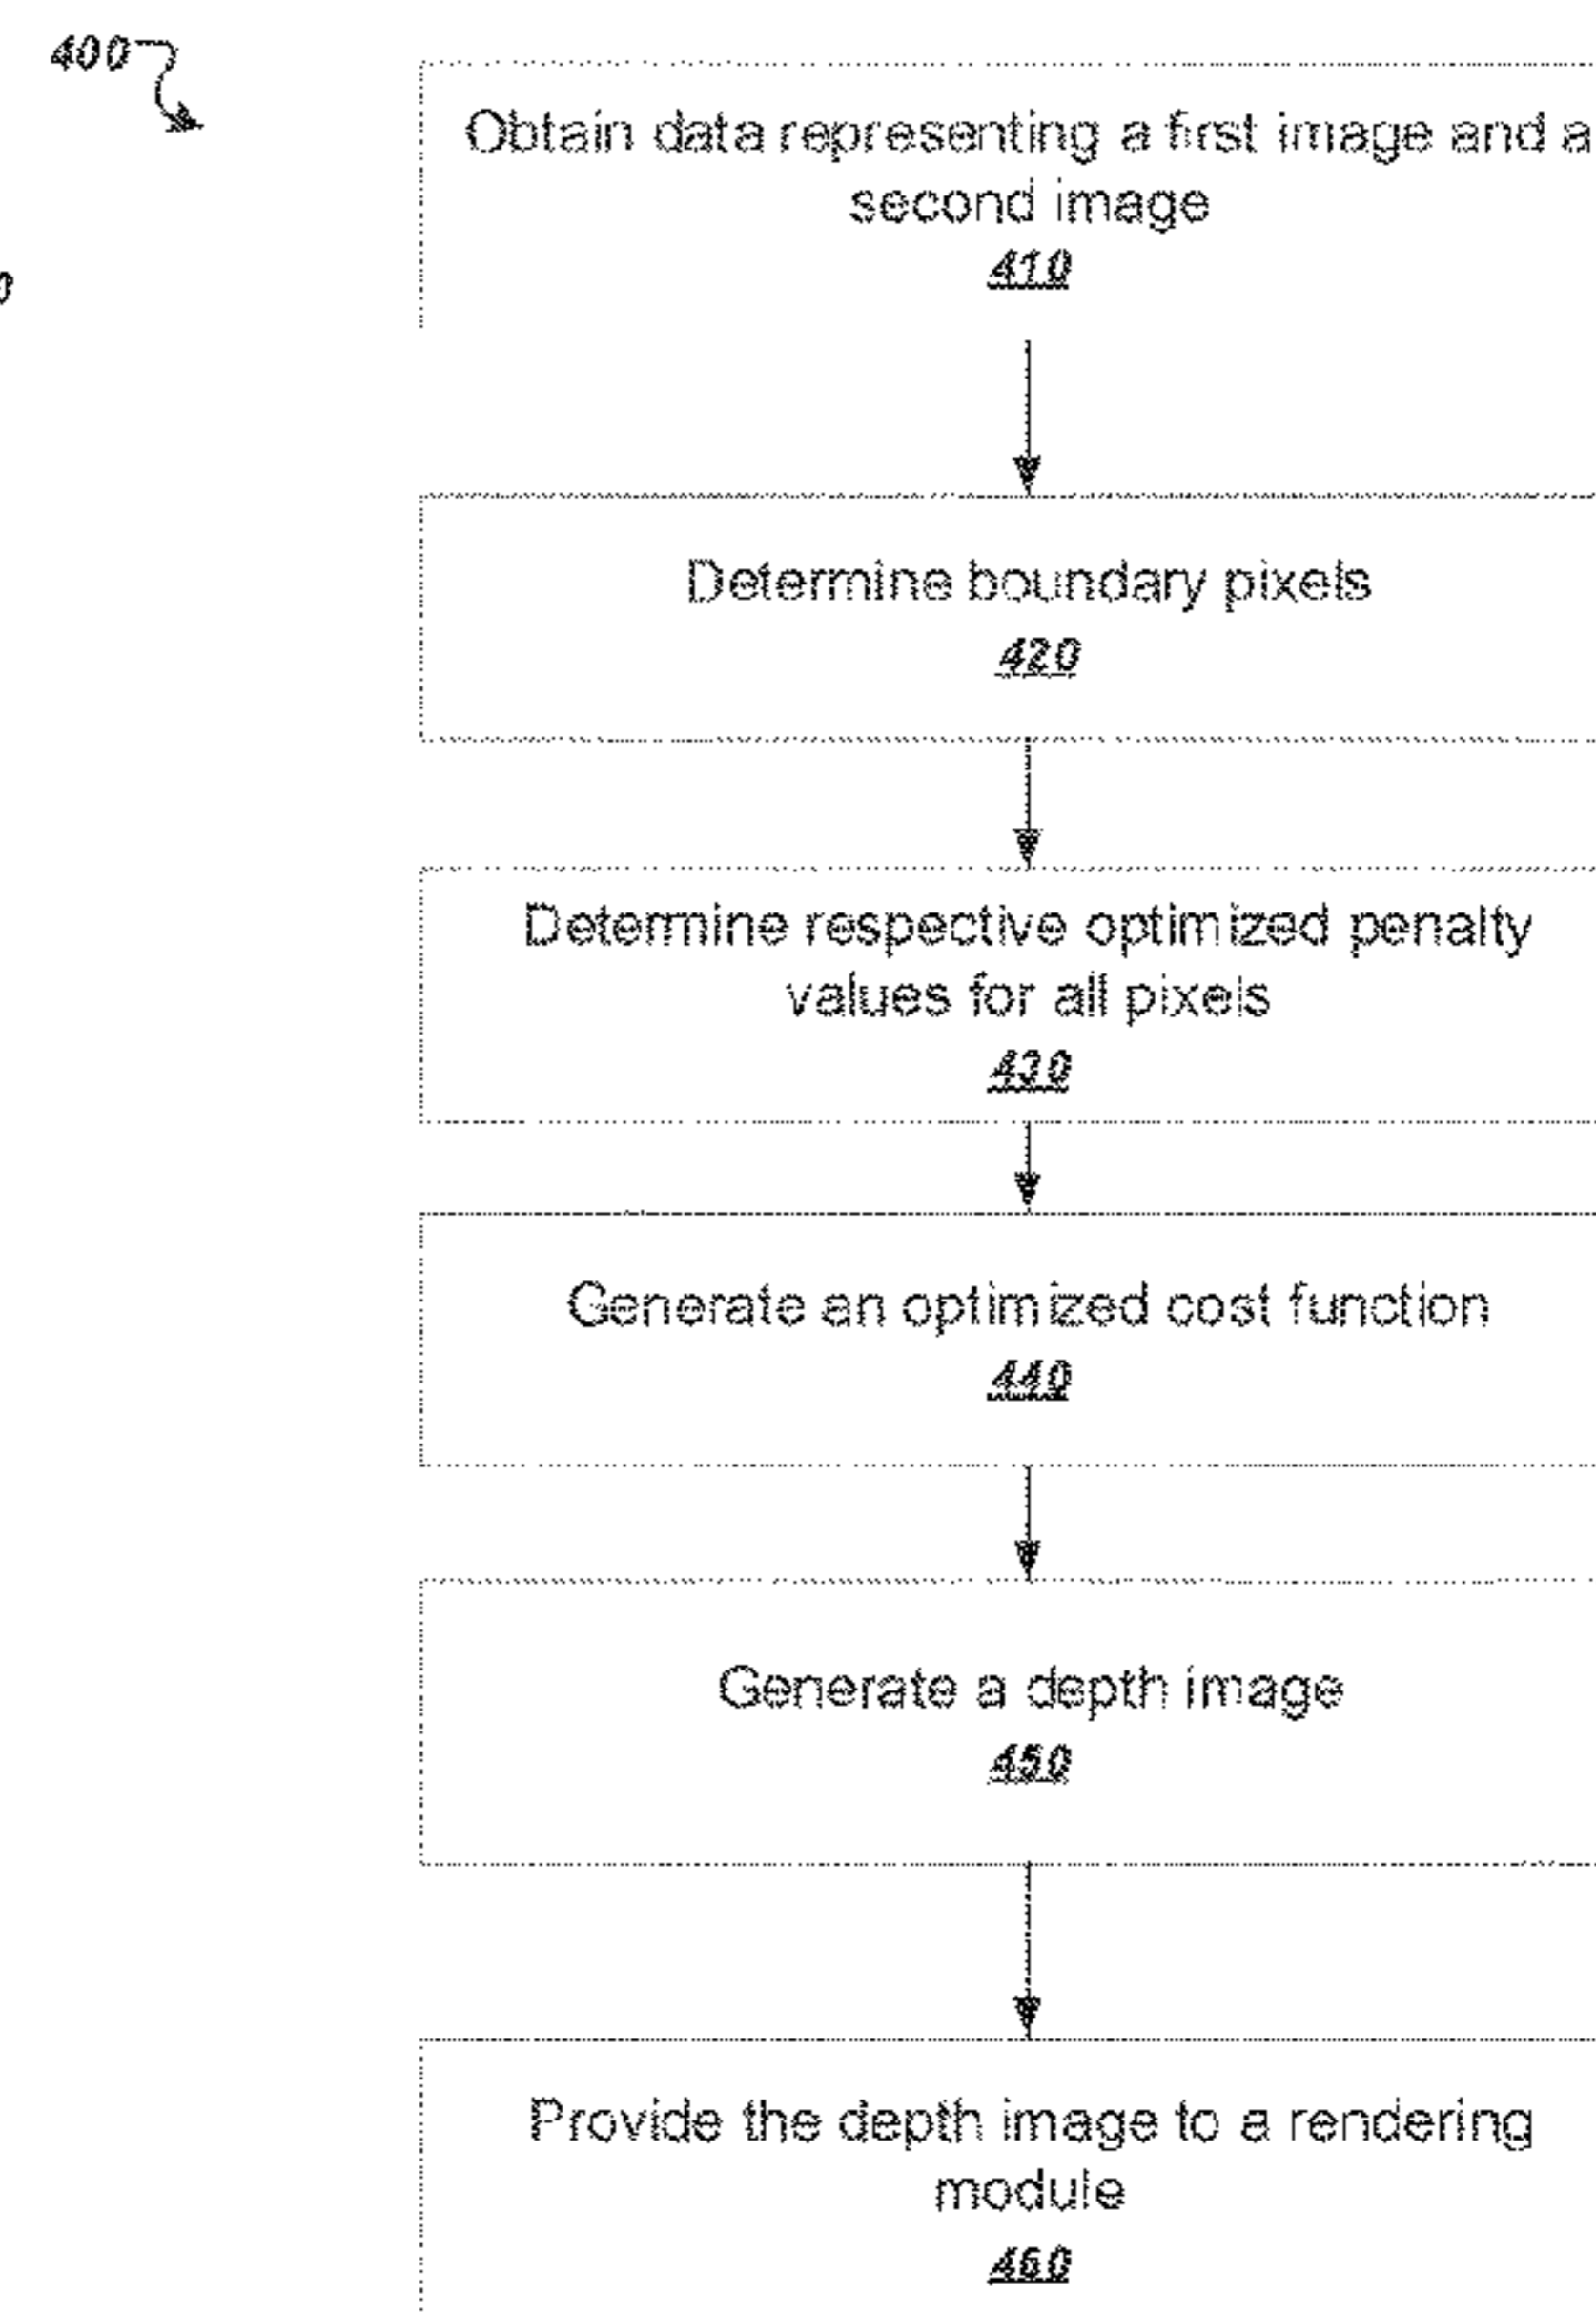 400
Obtain data representing a first image and a
second image
410
Determine boundary pixels
420
Determine respective optimized penalty
values for all pixels
430
Generate an optimized cost function
440
Generate a depth image
450
Provide the depth image to a rendering
module
460